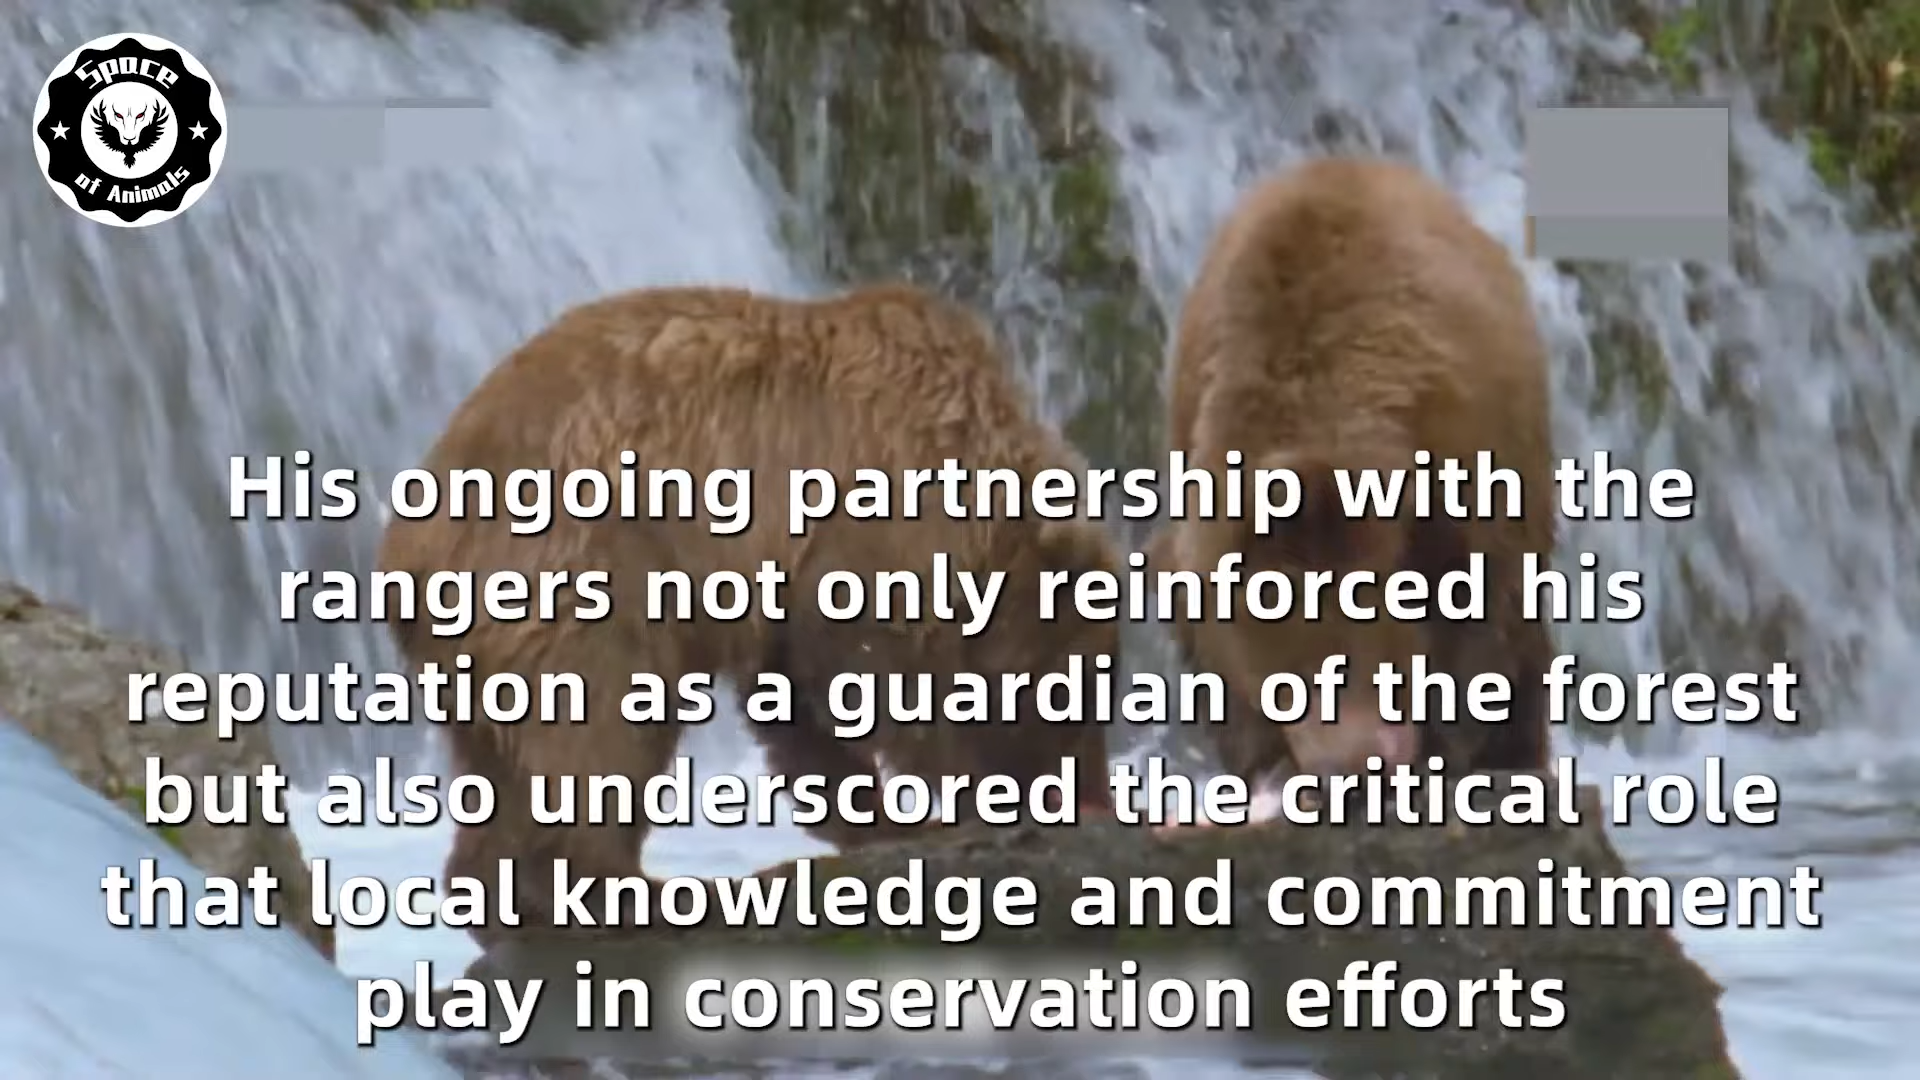 Space
of Animals
His ongoing partnership with the
rangers not only reinforced his
reputation as a guardian of the forest
but also underscored the critical role
that local knowledge and commitment
play in conservation efforts